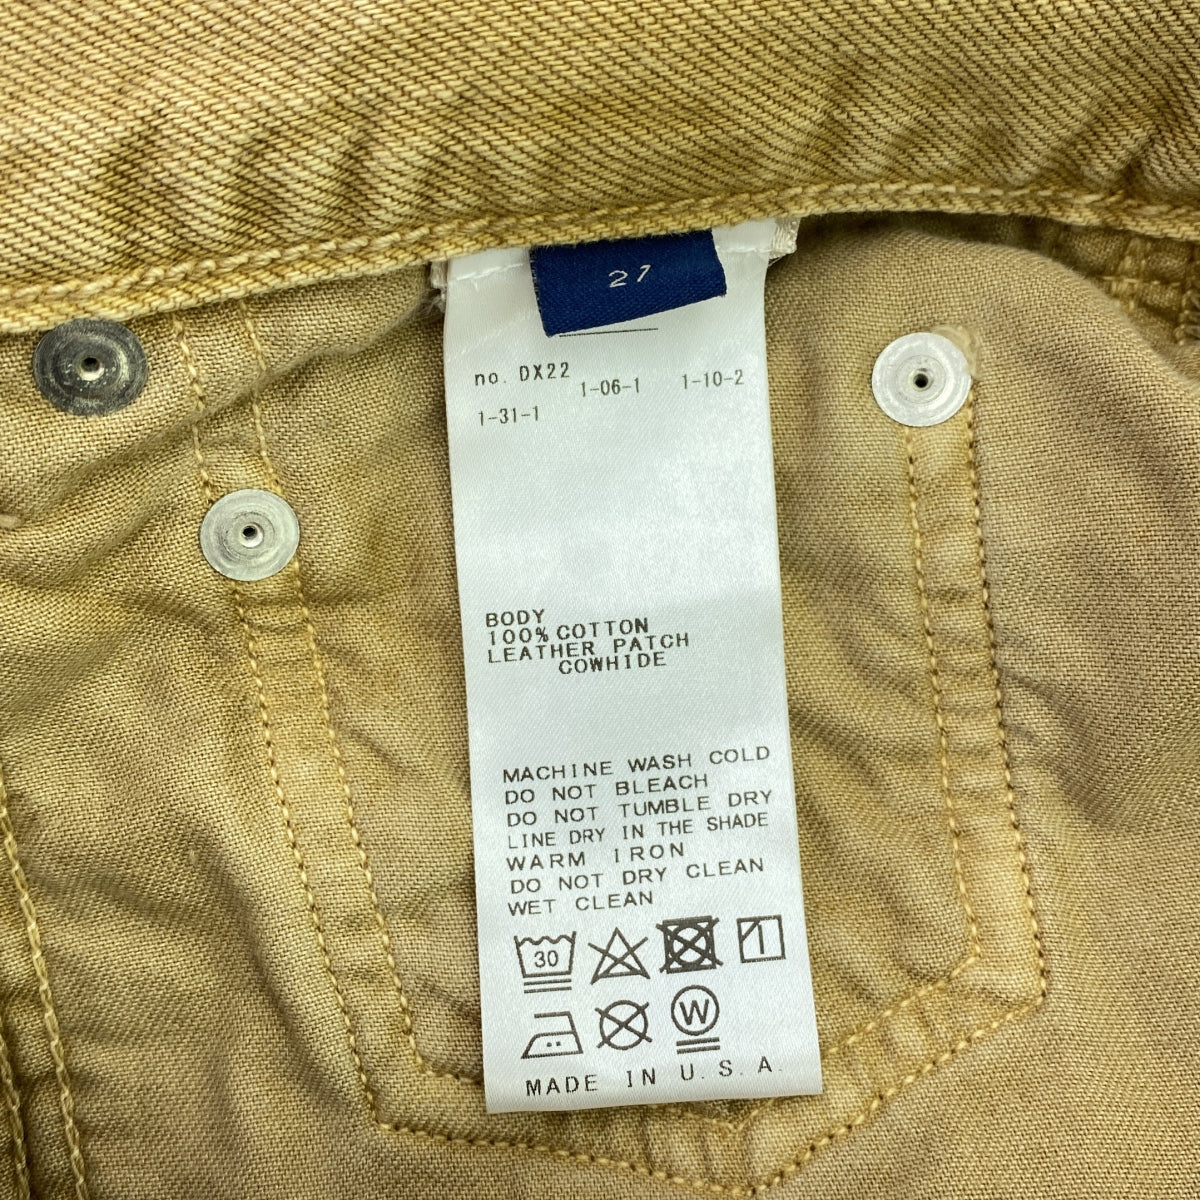 27
no. DX22
1-06-1 1-10-2
1-31-1
BODY
100% COTTON
LEATHER PATCH
COWHIDE
MACHINE WASH COLD
DO NOT BLEACH
DO NOT TUMBLE DRY
LINE DRY IN THE SHADE
WARM IRON
DO NOT DRY CLEAN
WET CLEAN
30
W
MADE IN U.S.A.